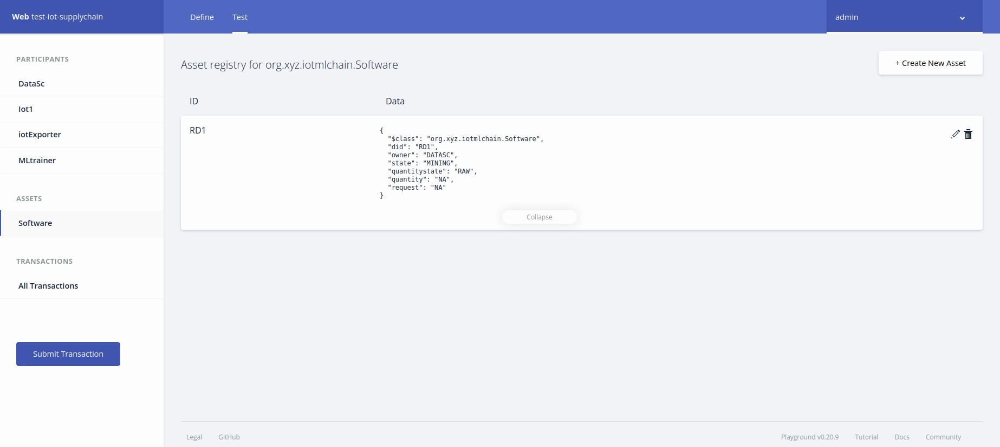 Web test-iot-supplychain
Define
Test
admin
PARTICIPANTS
DataSc
Iot1
iotExporter
MLtrainer
ASSETS
Software
TRANSACTIONS
All Transactions
Submit Transaction
Asset registry for org.xyz.iotmlchain.Software
+ Create New Asset
ID
Data
RD1
{
"$class": "org.xyz.iotmlchain.Software",
"did": "RD1",
"owner": "DATASC",
"state": "MINING",
"quantitystate": "RAW",
"quantity": "NA",
"request": "NA"
}
Collapse
Legal
GitHub
Playground v0.20.9
Tutorial
Docs
Community